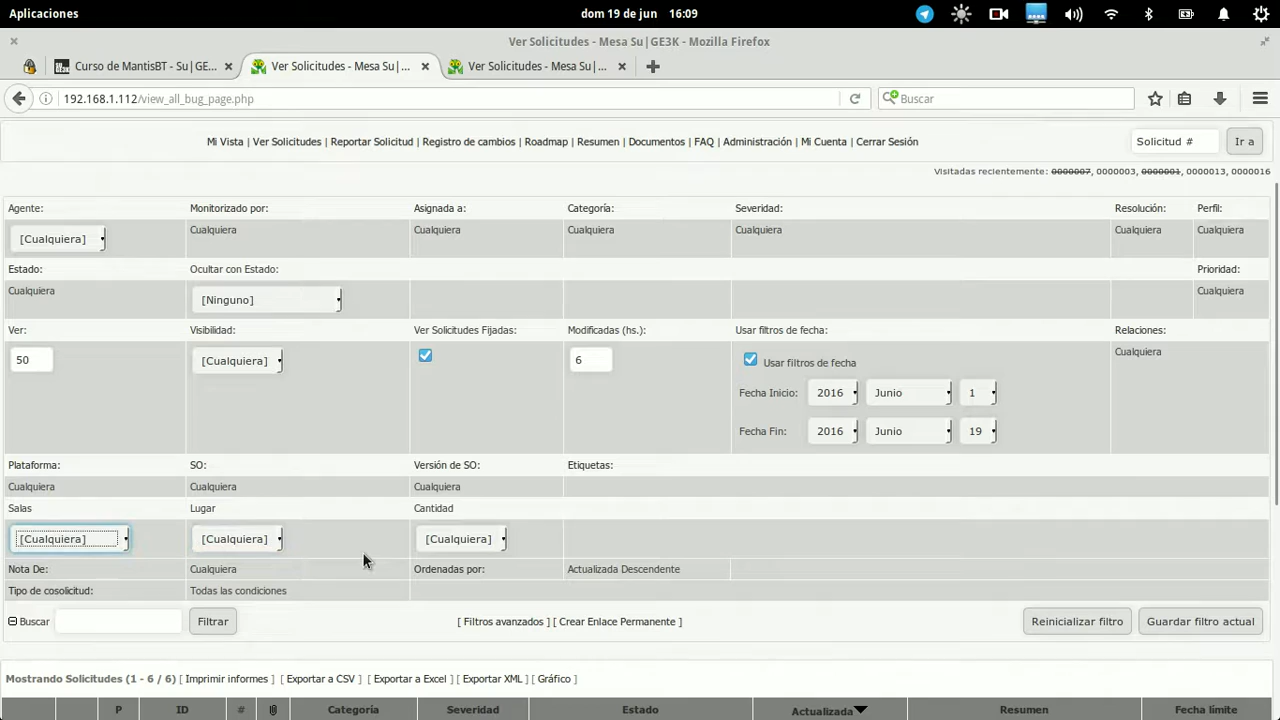 Aplicaciones
dom 19 de jun 16:09
Ver Solicitudes - Mesa Su|GE3K - Mozilla Firefox
Curso de MantisBT - Su|GE...
Ver Solicitudes - Mesa Su|...
Ver Solicitudes - Mesa Su|...
192.168.1.112/view_all_bug_page.php
Buscar
Mi Vista | Ver Solicitudes | Reportar Solicitud | Registro de cambios | Roadmap | Resumen | Documentos | FAQ | Administración | Mi Cuenta | Cerrar Sesión
Solicitud #
Ir a
Visitadas recientemente: 0000007, 0000003, 0000001, 0000013, 0000016
Agente: Monitorizado por: Asignada a: Categoría: Severidad: Resolución: Perfil:
[Cualquiera] Cualquiera Cualquiera Cualquiera Cualquiera Cualquiera Cualquiera
Estado: Ocultar con Estado: Prioridad:
Cualquiera [Ninguno] Cualquiera
Ver: Visibilidad: Ver Solicitudes Fijadas: Modificadas (hs.): Usar filtros de fecha: Relaciones:
50 [Cualquiera] 6 Usar filtros de fecha Cualquiera
Fecha Inicio: 2016 Junio 1
Fecha Fin: 2016 Junio 19
Plataforma: SO: Versión de SO: Etiquetas:
Cualquiera Cualquiera Cualquiera
Salas Lugar Cantidad
[Cualquiera] [Cualquiera] [Cualquiera]
Nota De: Cualquiera Ordenadas por: Actualizada Descendente
Tipo de cosolicitud: Todas las condiciones
Buscar Filtrar [ Filtros avanzados ] [ Crear Enlace Permanente ] Reinicializar filtro Guardar filtro actual
Mostrando Solicitudes (1 - 6 / 6) [ Imprimir informes ] [ Exportar a CSV ] [ Exportar a Excel ] [ Exportar XML ] [ Gráfico ]
P ID # Categoría Severidad Estado Actualizada Resumen Fecha límite